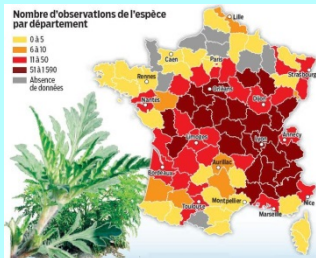 Nombre d'observations de l'espèce
par département
0 à 5
6 à 10
11 à 50
51 à 1 590
Absence
de données
Lille
Caen
Paris
Strasbourg
Rennes
Orléans
Nantes
Dijon
Limoges
Lyon
Annecy
Bordeaux
Aurillac
Toulouse
Montpellier
Marseille
Nice